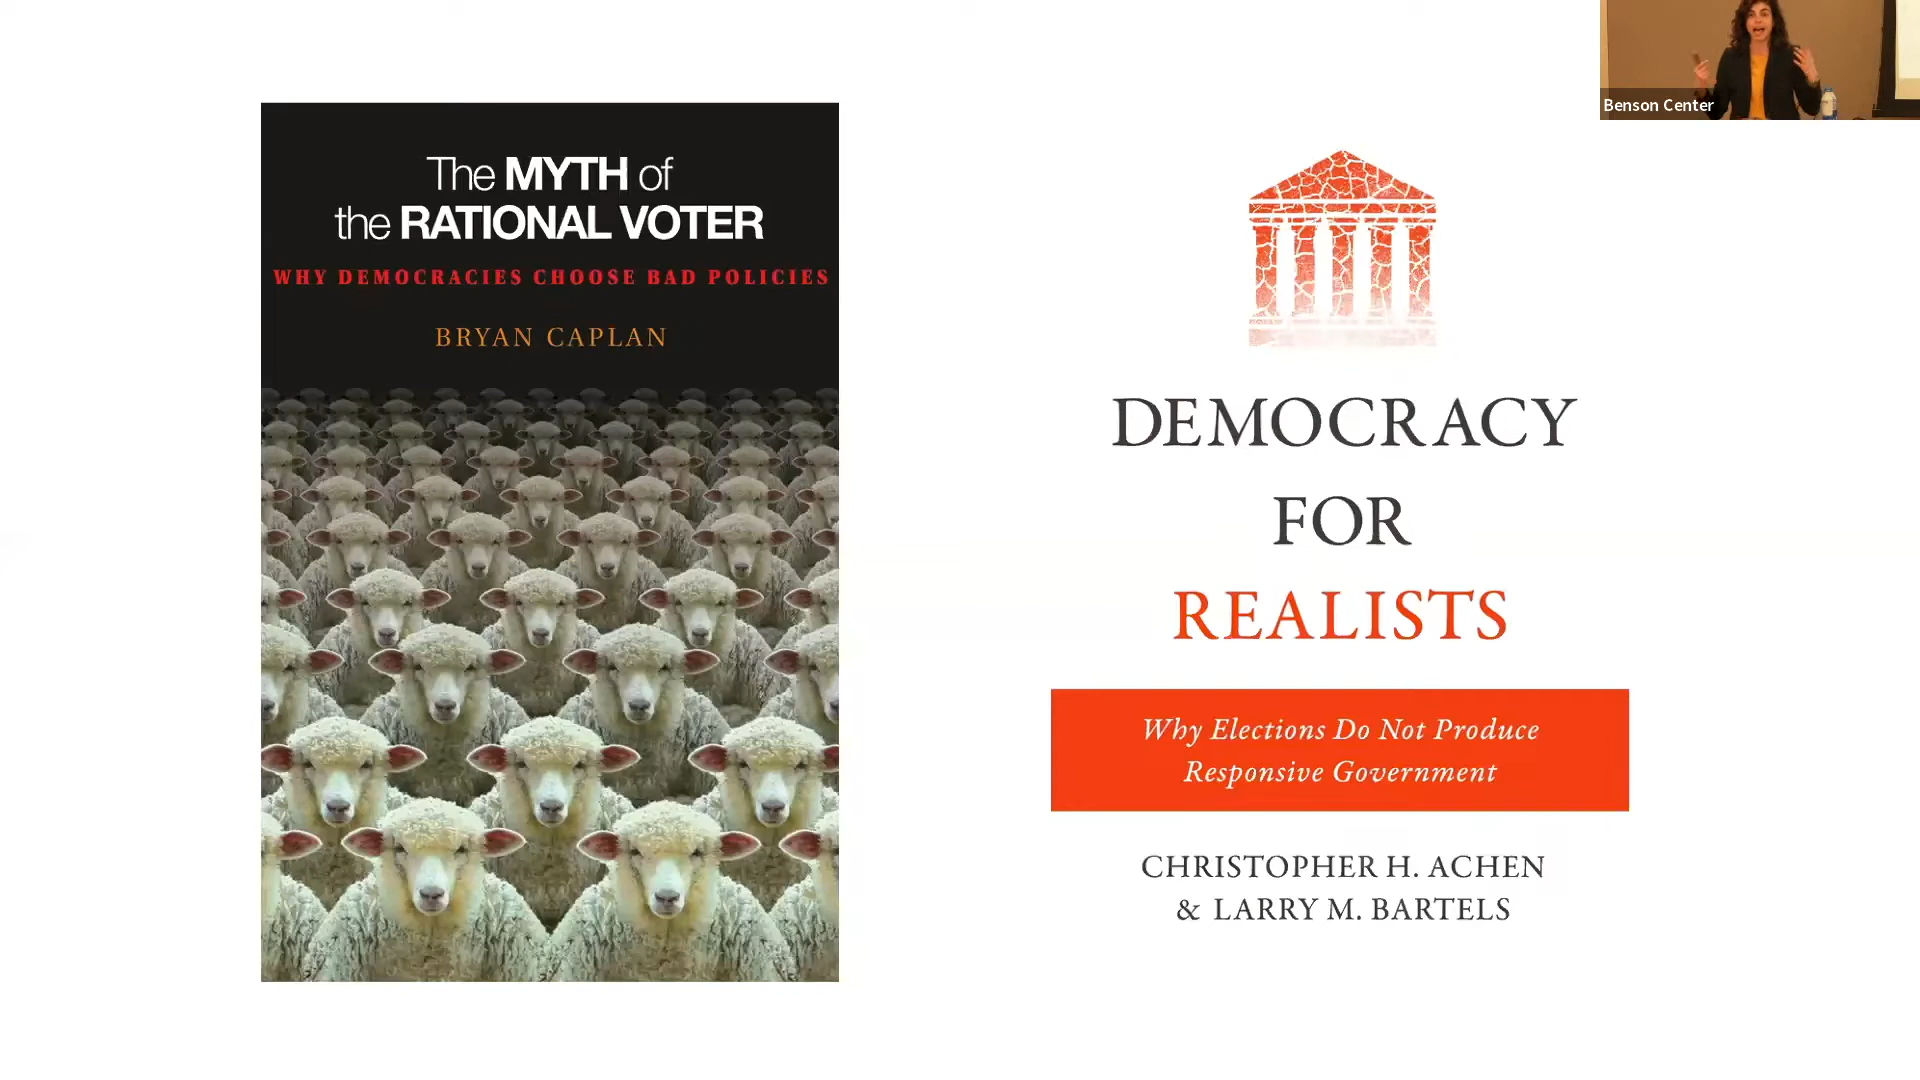 The MYTH of
the RATIONAL VOTER
WHY DEMOCRACIES CHOOSE BAD POLICIES
BRYAN CAPLAN
DEMOCRACY
FOR
REALISTS
Why Elections Do Not Produce
Responsive Government
CHRISTOPHER H. ACHEN
& LARRY M. BARTELS
Benson Center